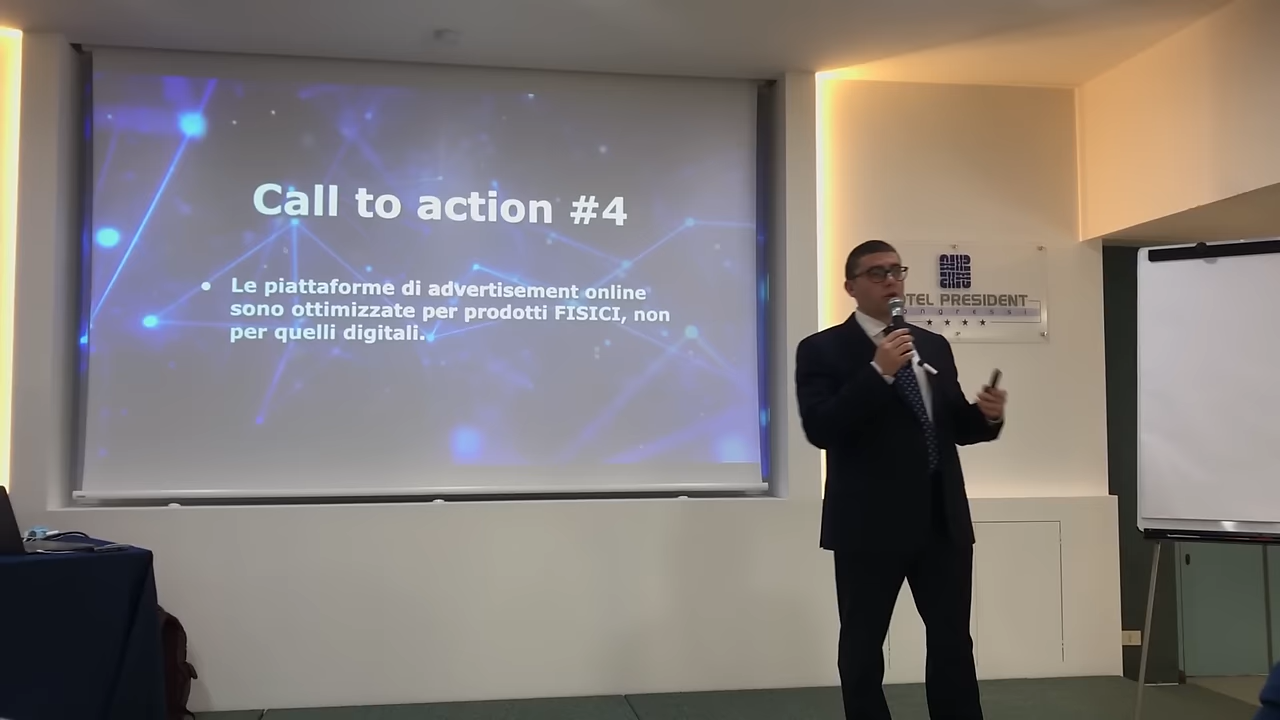 Call to action #4
• Le piattaforme di advertisement online
sono ottimizzate per prodotti FISICI, non
per quelli digitali.
TEL PRESIDENT
ongressi